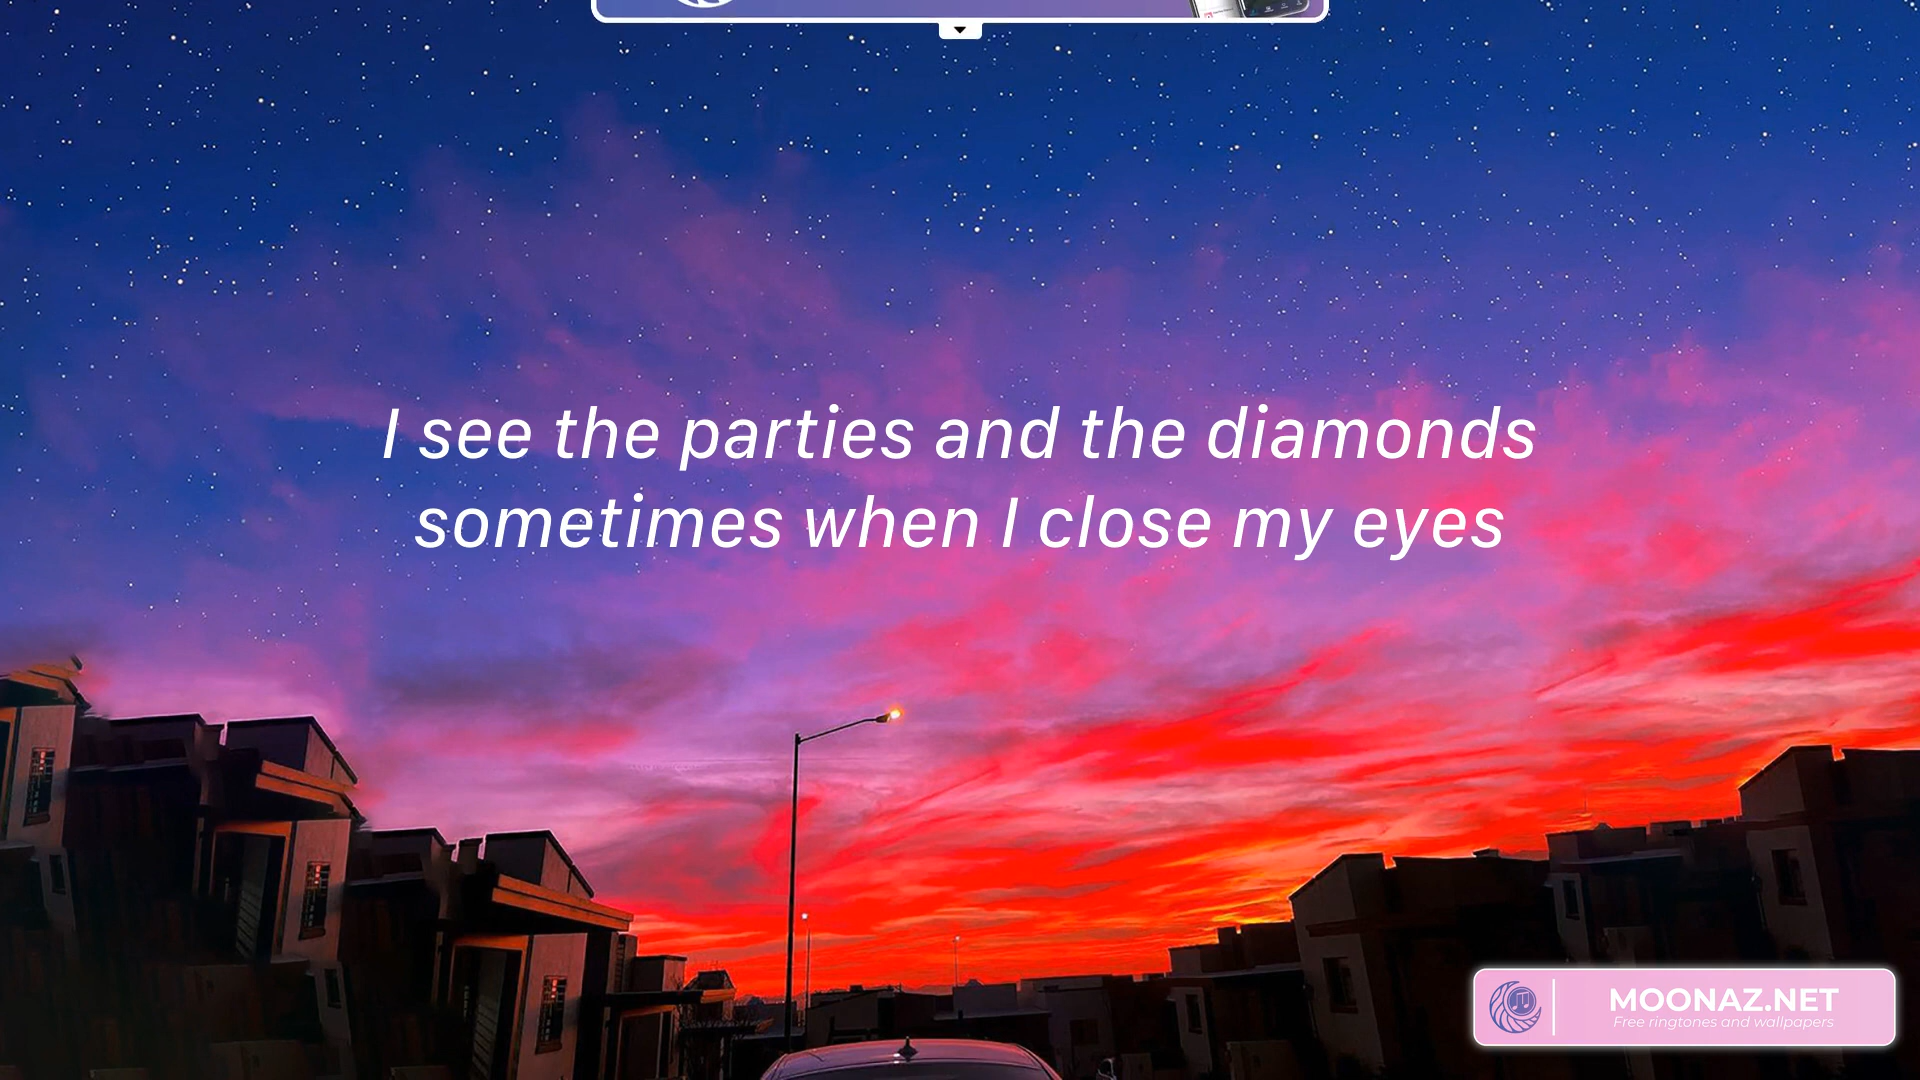 I see the parties and the diamonds
sometimes when I close my eyes
MOONAZ.NET
Free ringtones and wallpapers